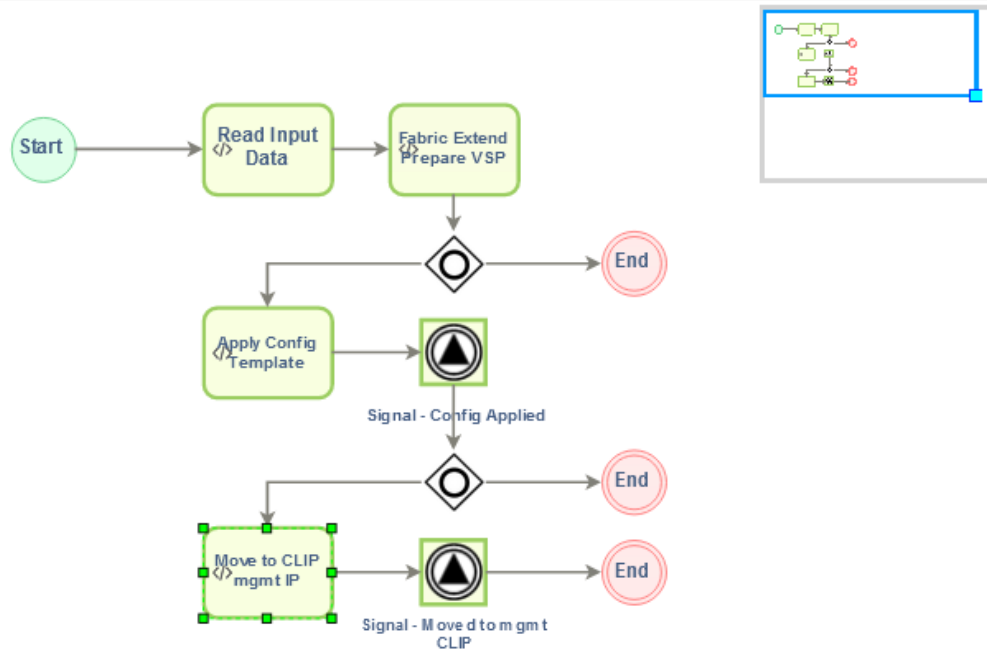 Start
Read Input
Data
Fabric Extend
Prepare VSP
End
Apply Config
Template
Signal - Config Applied
End
Move to CLIP
mgmt IP
End
Signal - Moved to mgmt
CLIP